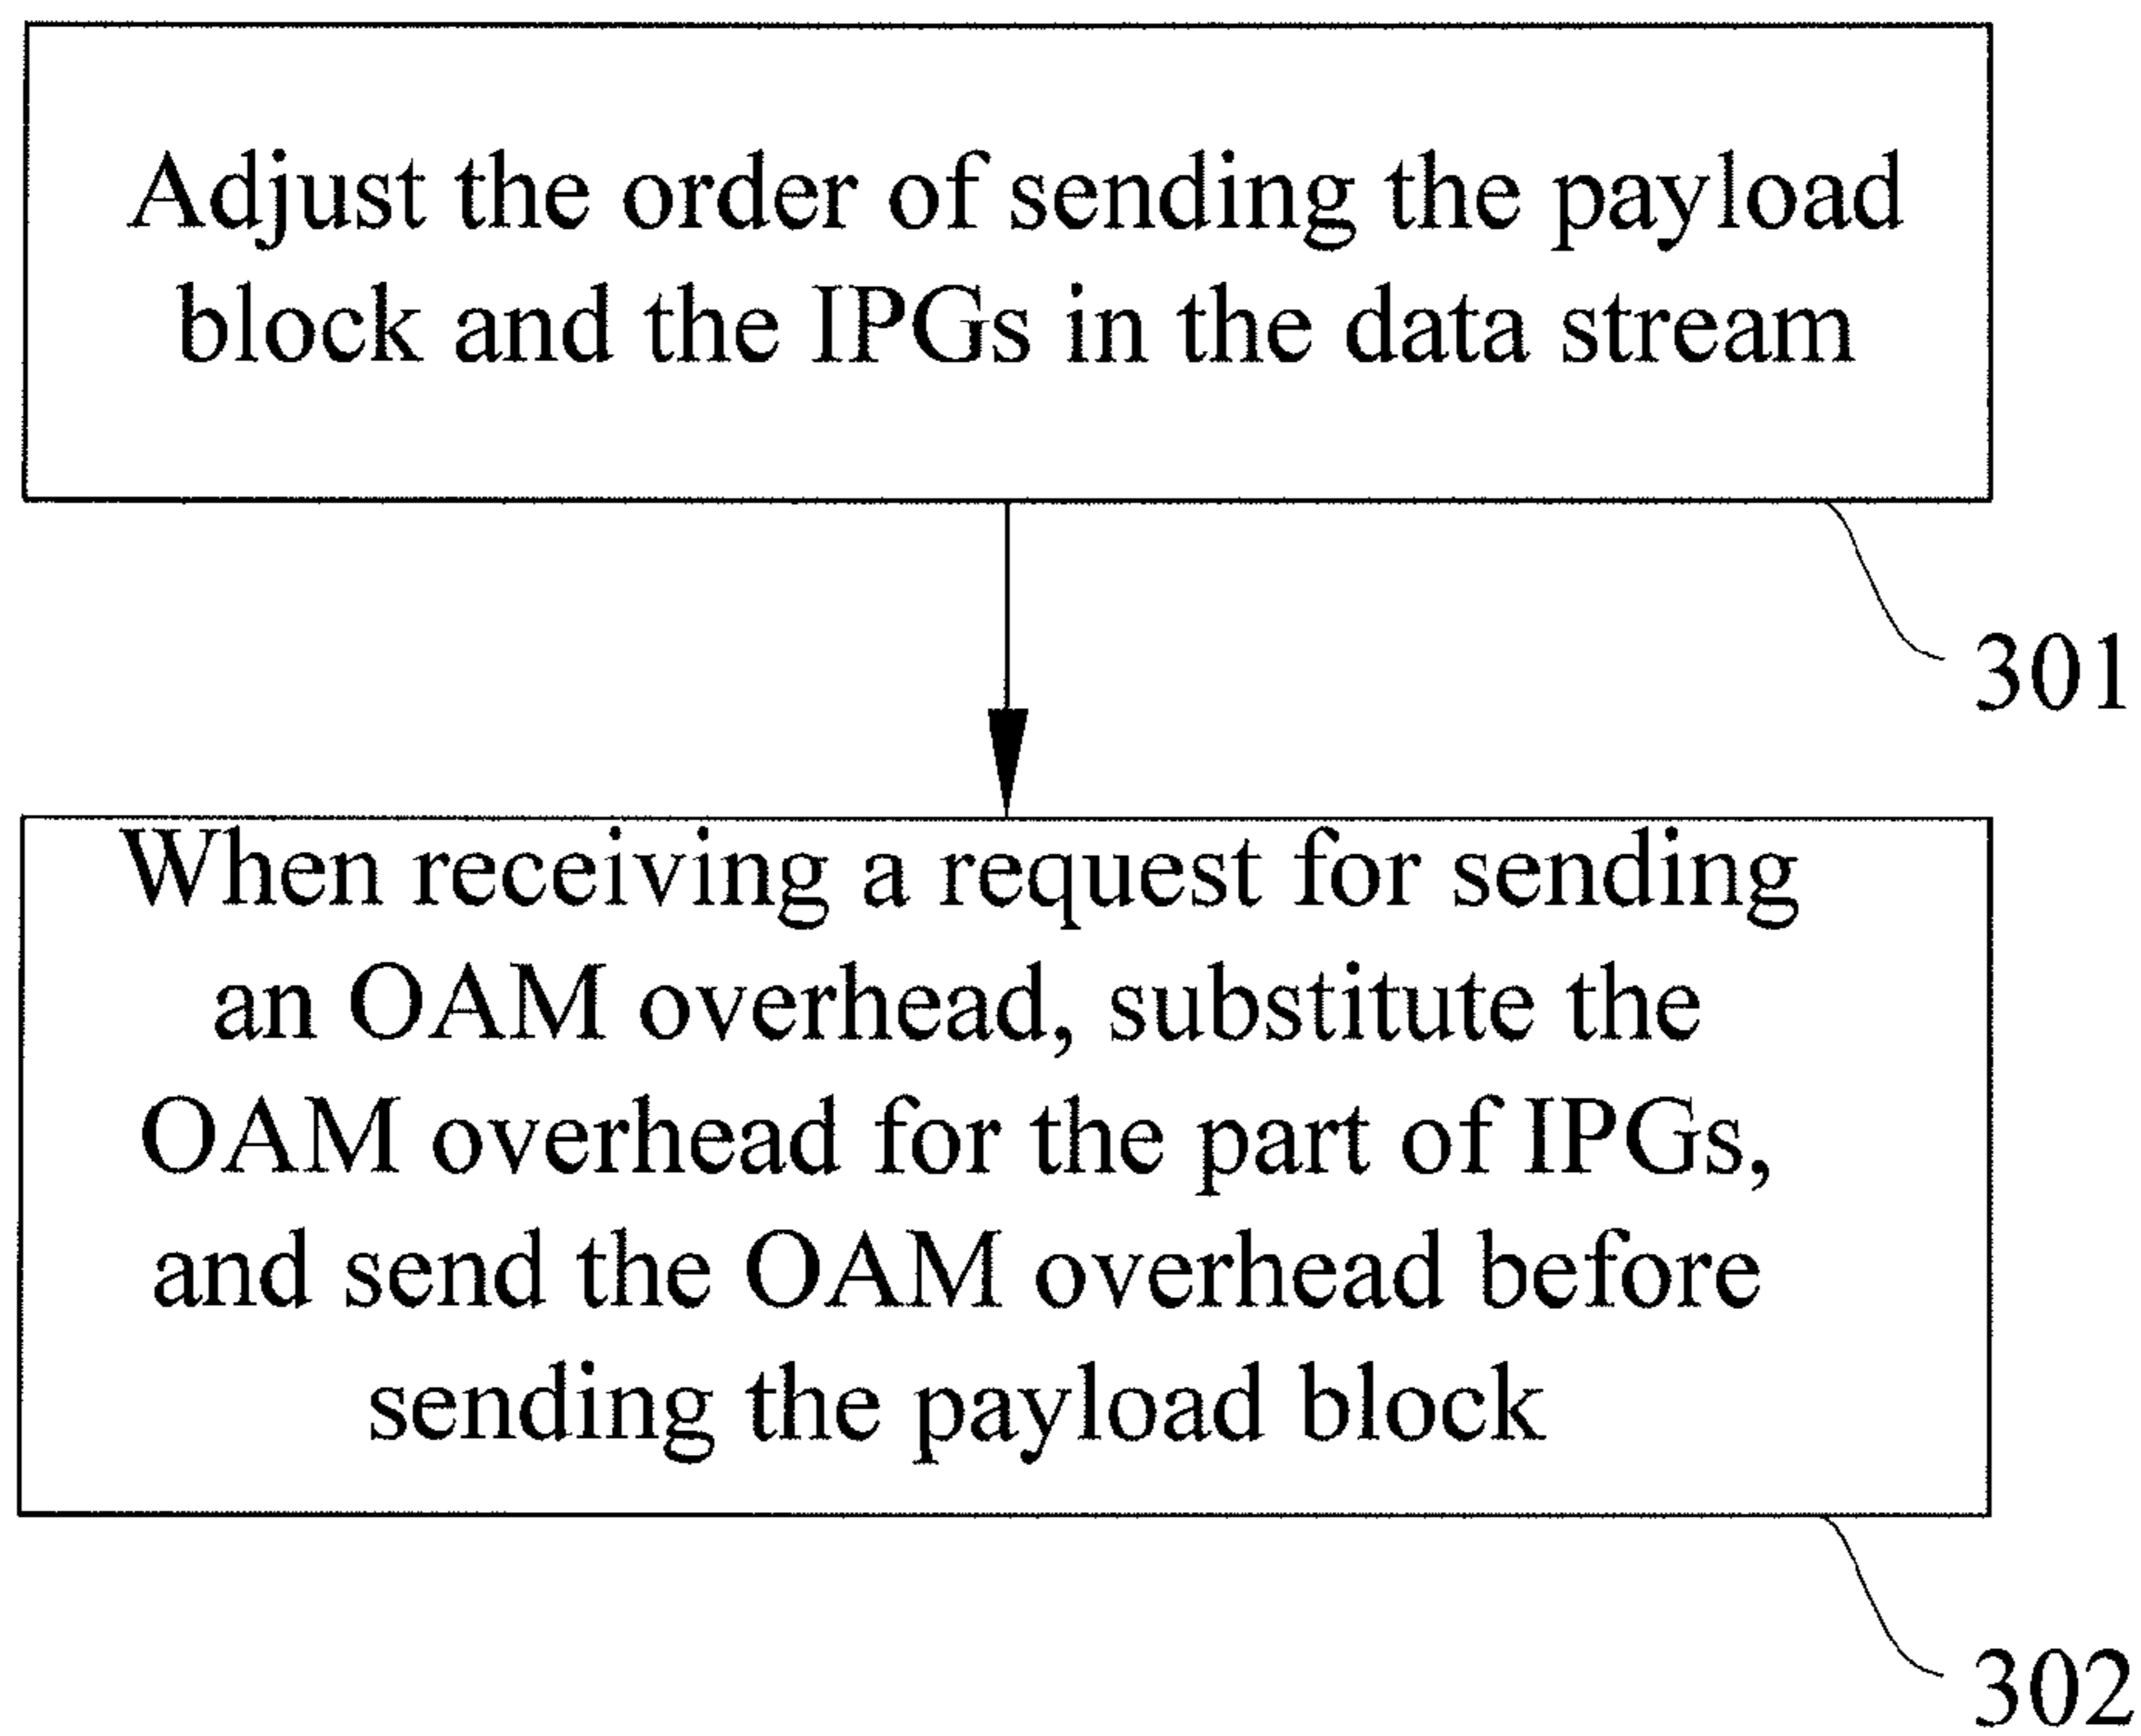 Adjust the order of sending the payload
block and the IPGs in the data stream
301
When receiving a request for sending
an OAM overhead, substitute the
OAM overhead for the part of IPGs,
and send the OAM overhead before
sending the payload block
302